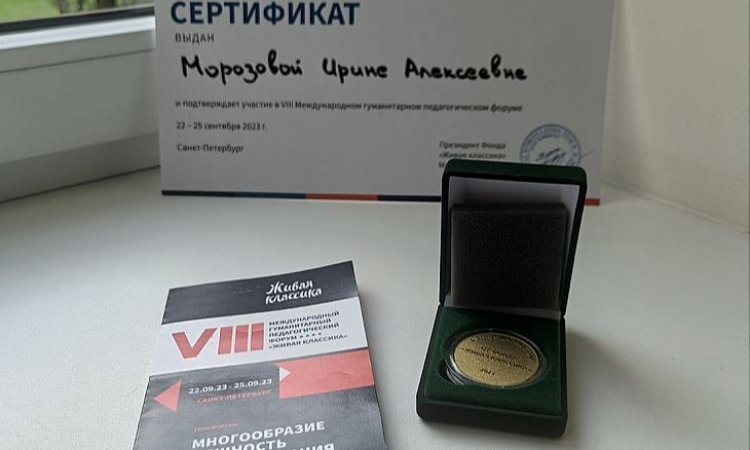 СЕРТИФИКАТ
ВЫДАН
Морозовой Ирине Алексеевне
и подтверждает участие в VIII Международном гуманитарном педагогическом форуме
22 – 25 сентября 2023 г.
Санкт-Петербург
Президент Фонда
«Живая классика»
Живая
классика
VIII
МЕЖДУНАРОДНЫЙ
ГУМАНИТАРНЫЙ
ПЕДАГОГИЧЕСКИЙ
ФОРУМ
«ЖИВАЯ КЛАССИКА»
22.09.23 - 25.09.23
САНКТ-ПЕТЕРБУРГ
МНОГООБРАЗИЕ